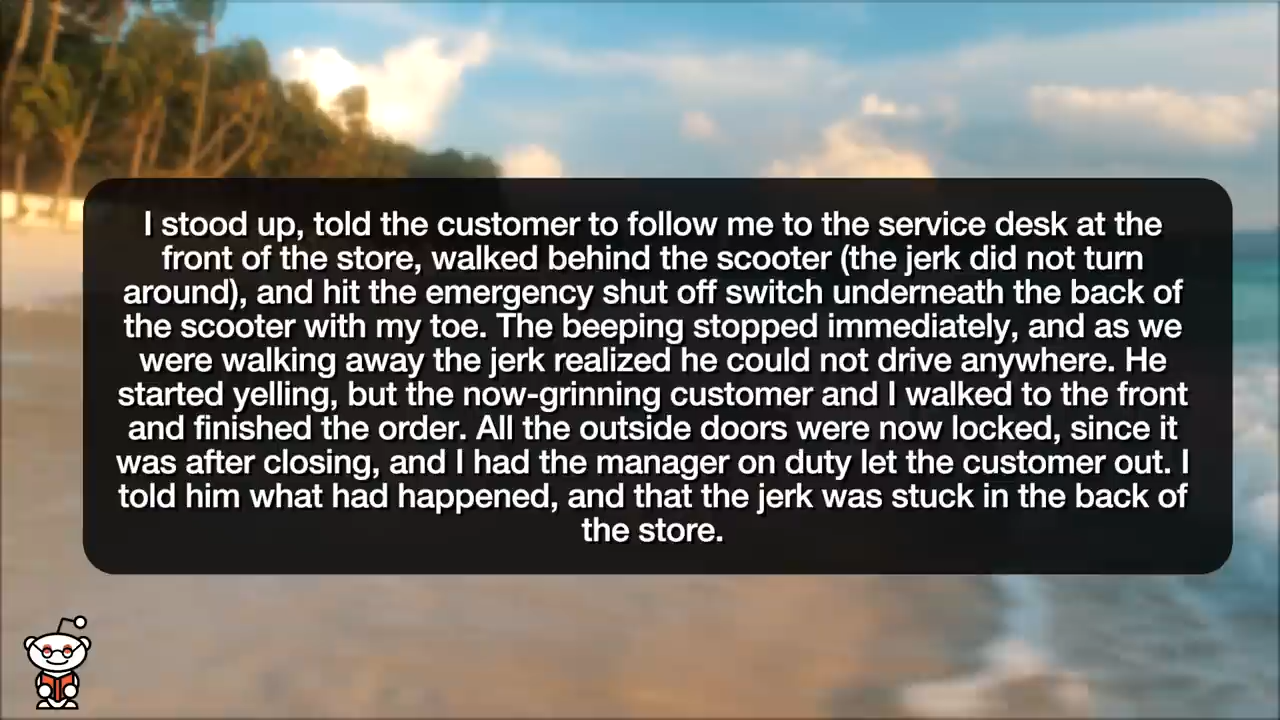 I stood up, told the customer to follow me to the service desk at the
front of the store, walked behind the scooter (the jerk did not turn
around), and hit the emergency shut off switch underneath the back of
the scooter with my toe. The beeping stopped immediately, and as we
were walking away the jerk realized he could not drive anywhere. He
started yelling, but the now-grinning customer and I walked to the front
and finished the order. All the outside doors were now locked, since it
was after closing, and I had the manager on duty let the customer out. I
told him what had happened, and that the jerk was stuck in the back of
the store.